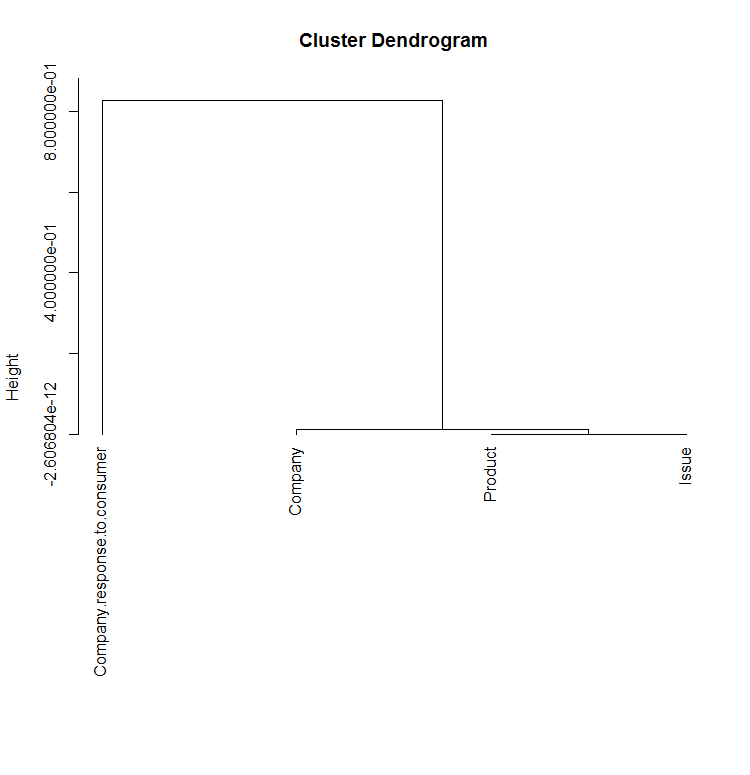 Cluster Dendrogram
8.000000e-01
4.000000e-01
-2.606804e-12
Height
Company.response.to.consumer
Company
Product
Issue